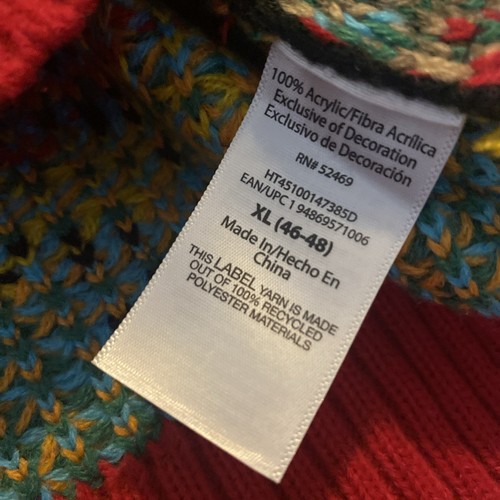 100% Acrylic/Fibra Acrílica
Exclusive of Decoration
Exclusivo de Decoración
RN# 52469
HT45100147385D
EAN/UPC 1 94869571006
XL (46-48)
Made In/Hecho En
China
THIS LABEL YARN IS MADE
OUT OF 100% RECYCLED
POLYESTER MATERIALS